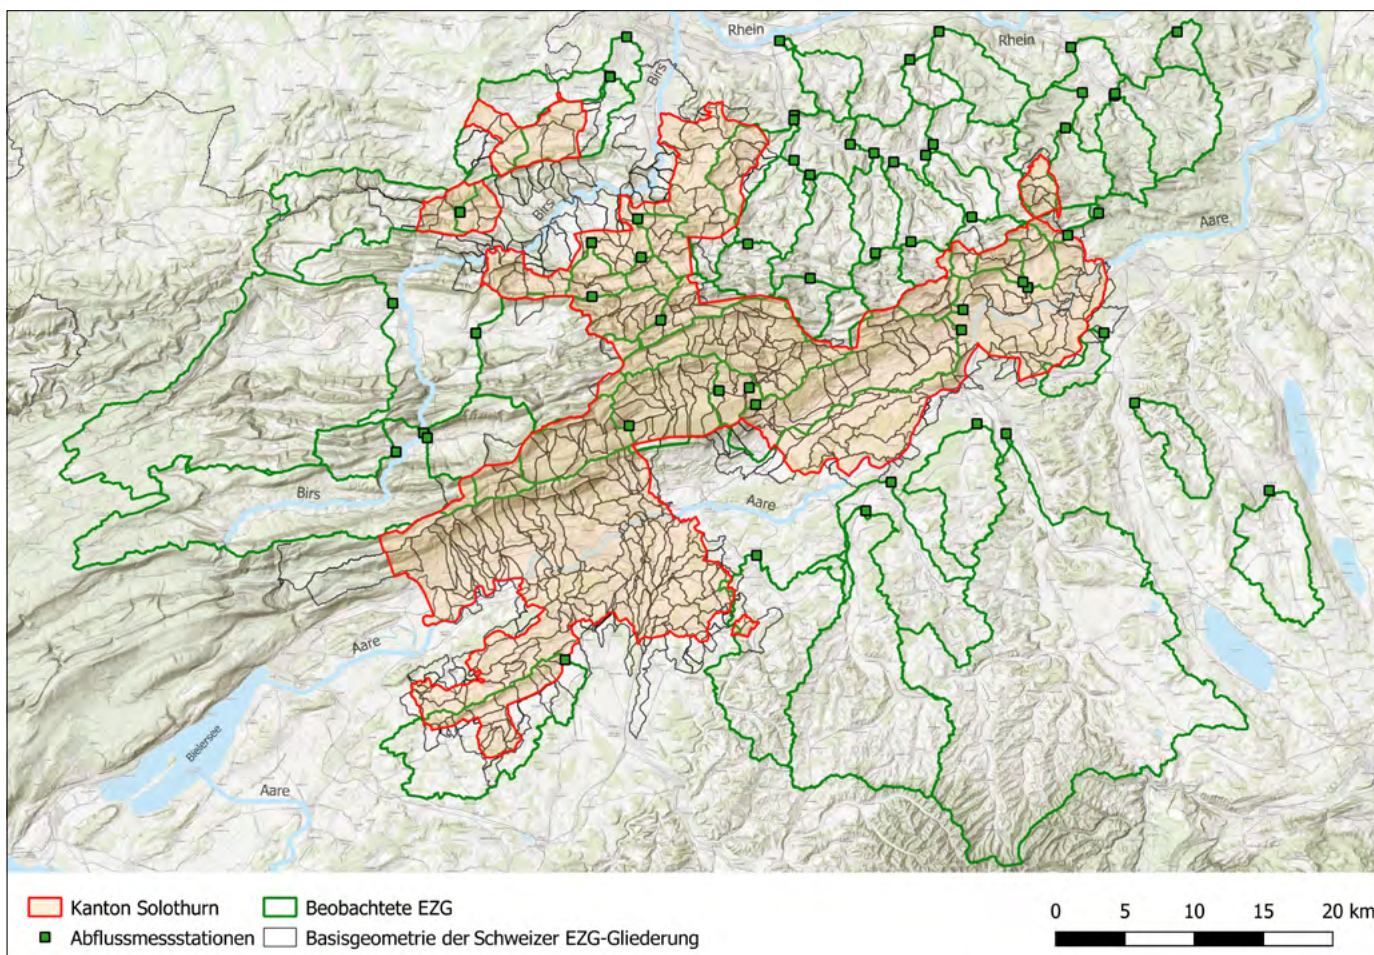 Rhein
Rhein
Birs
Aare
Birs
Birs
Aare
Aare
Bielersee
Aare
Kanton Solothurn
Beobachtete EZG
Abflussmessstationen
Basisgeometrie der Schweizer EZG-Gliederung
0 5 10 15 20 km